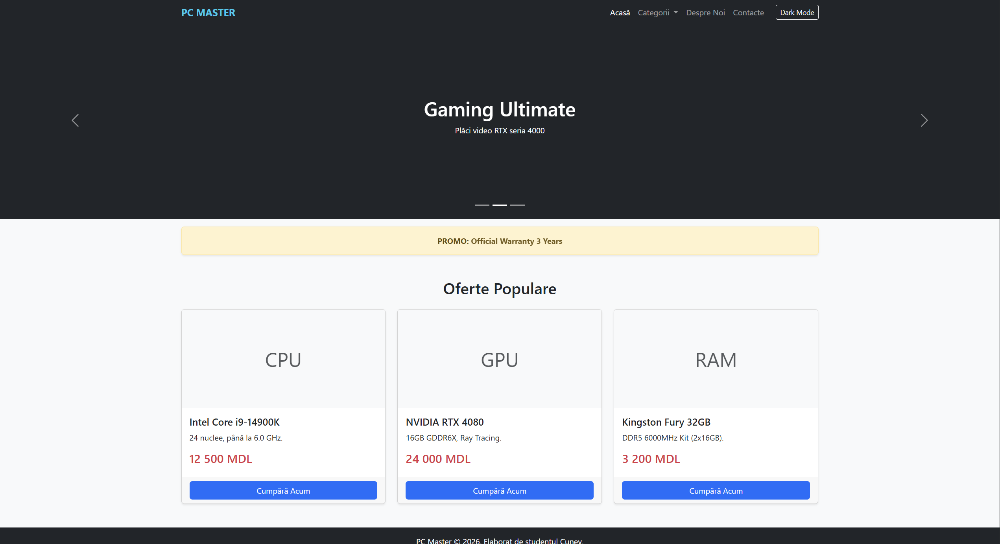 PC MASTER
Acasă Categorii Despre Noi Contacte Dark Mode
Gaming Ultimate
Plăci video RTX seria 4000
PROMO: Official Warranty 3 Years
Oferte Populare
CPU
Intel Core i9-14900K
24 nuclee, până la 6.0 GHz.
12 500 MDL
Cumpără Acum
GPU
NVIDIA RTX 4080
16GB GDDR6X, Ray Tracing.
24 000 MDL
Cumpără Acum
RAM
Kingston Fury 32GB
DDR5 6000MHz Kit (2x16GB).
3 200 MDL
Cumpără Acum
PC Master © 2026. Elaborat de studentul Cunev.